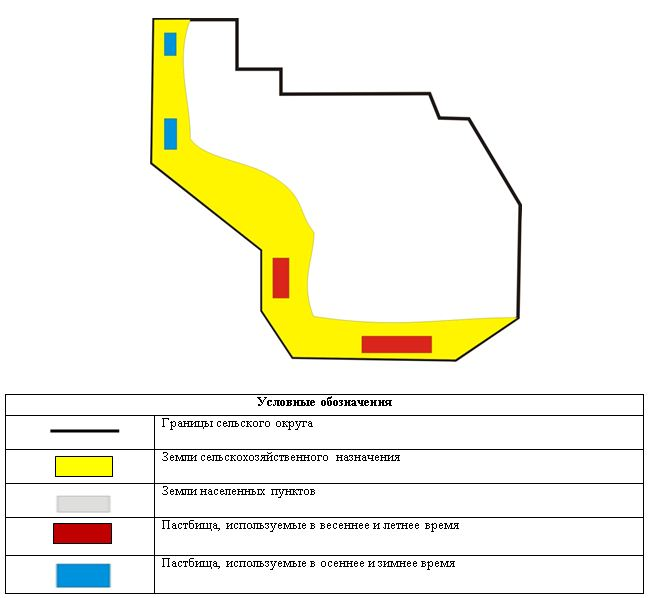 Условные обозначения
Границы сельского округа
Земли сельскохозяйственного назначения
Земли населенных пунктов
Пастбища, используемые в весеннее и летнее время
Пастбища, используемые в осеннее и зимнее время